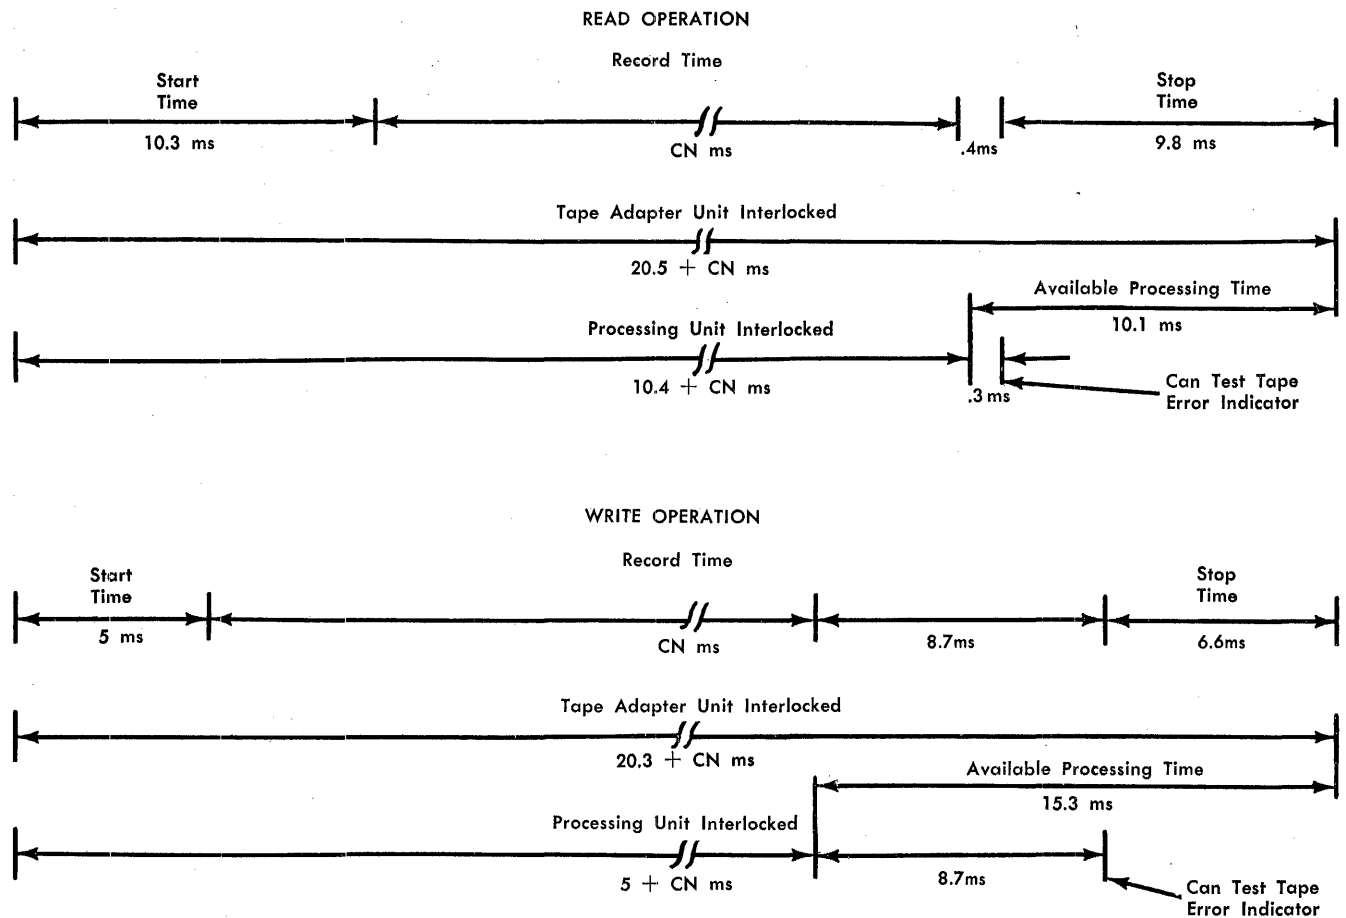 READ OPERATION
Record Time
Start
Time
Stop
Time
10.3 ms
CN ms
.4ms
9.8 ms
Tape Adapter Unit Interlocked
20.5 + CN ms
Available Processing Time
10.1 ms
Processing Unit Interlocked
10.4 + CN ms
.3 ms
Can Test Tape
Error Indicator
WRITE OPERATION
Record Time
Start
Time
Stop
Time
5 ms
CN ms
8.7ms
6.6ms
Tape Adapter Unit Interlocked
20.3 + CN ms
Available Processing Time
15.3 ms
Processing Unit Interlocked
5 + CN ms
8.7ms
Can Test Tape
Error Indicator